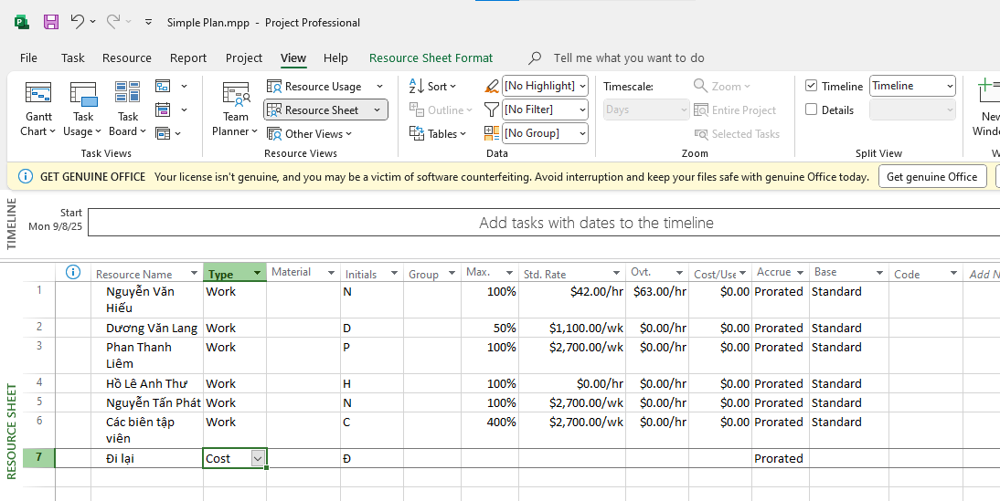 Simple Plan.mpp - Project Professional
File Task Resource Report Project View Help Resource Sheet Format Tell me what you want to do
Gantt Chart
Task Usage
Task Board
Task Views
Team Planner
Resource Usage
Resource Sheet
Other Views
Resource Views
Sort
Outline
Tables
[No Highlight]
[No Filter]
[No Group]
Data
Timescale:
Days
Zoom
Entire Project
Selected Tasks
Zoom
Timeline Timeline
Details
Split View
New
GET GENUINE OFFICE Your license isn't genuine, and you may be a victim of software counterfeiting. Avoid interruption and keep your files safe with genuine Office today. Get genuine Office
TIMELINE
Start
Mon 9/8/25
Add tasks with dates to the timeline
RESOURCE SHEET
Resource Name Type Material Initials Group Max. Std. Rate Ovt. Cost/Use Accrue Base Code Add N
1 Nguyễn Văn Hiếu Work N 100% $42.00/hr $63.00/hr $0.00 Prorated Standard
2 Dương Văn Lang Work D 50% $1,100.00/wk $0.00/hr $0.00 Prorated Standard
3 Phan Thanh Liêm Work P 100% $2,700.00/wk $0.00/hr $0.00 Prorated Standard
4 Hồ Lê Anh Thư Work H 100% $0.00/hr $0.00/hr $0.00 Prorated Standard
5 Nguyễn Tấn Phát Work N 100% $2,700.00/wk $0.00/hr $0.00 Prorated Standard
6 Các biên tập viên Work C 400% $2,700.00/wk $0.00/hr $0.00 Prorated Standard
7 Đi lại Cost Đ Prorated